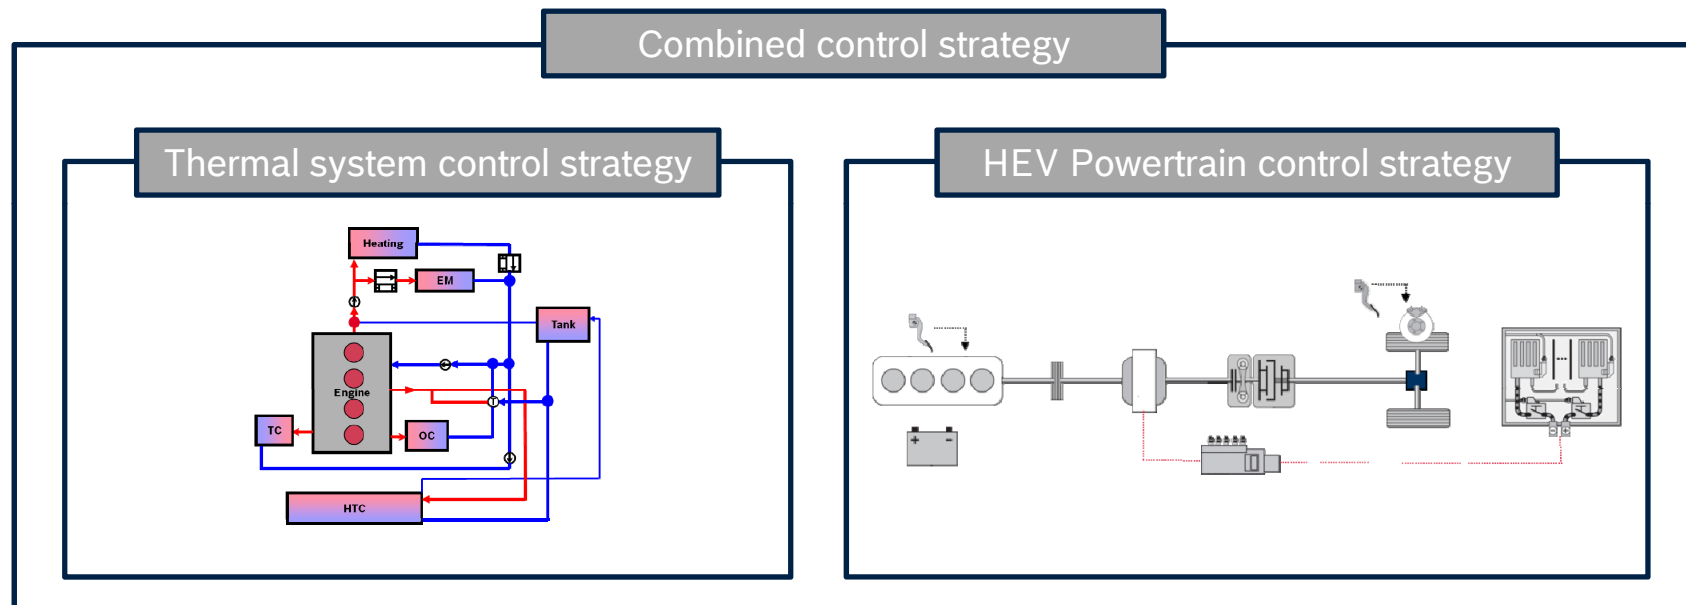 Combined control strategy
Thermal system control strategy
HEV Powertrain control strategy
Heating
EM
Tank
Engine
T
TC
OC
HTC
+ −
− +